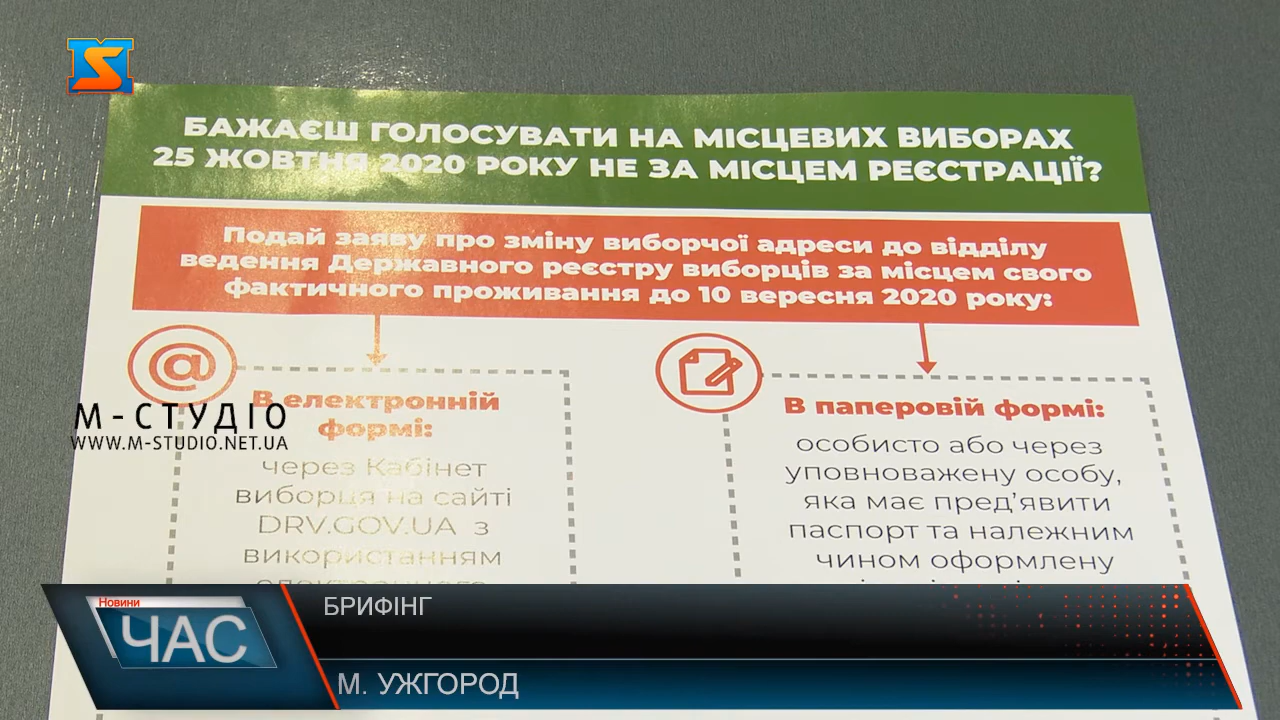 БАЖАЄШ ГОЛОСУВАТИ НА МІСЦЕВИХ ВИБОРАХ
25 ЖОВТНЯ 2020 РОКУ НЕ ЗА МІСЦЕМ РЕЄСТРАЦІЇ?
Подай заяву про зміну виборчої адреси до відділу
ведення Державного реєстру виборців за місцем свого
фактичного проживання до 10 вересня 2020 року:
@
В електронній
формі:
через Кабінет
виборця на сайті
DRV.GOV.UA з
використанням
В паперовій формі:
особисто або через
уповноважену особу,
яка має пред’явити
паспорт та належним
чином оформлену
М-СТУДІО
WWW.M-STUDIO.NET.UA
Новини
ЧАС
БРИФІНГ
М. УЖГОРОД